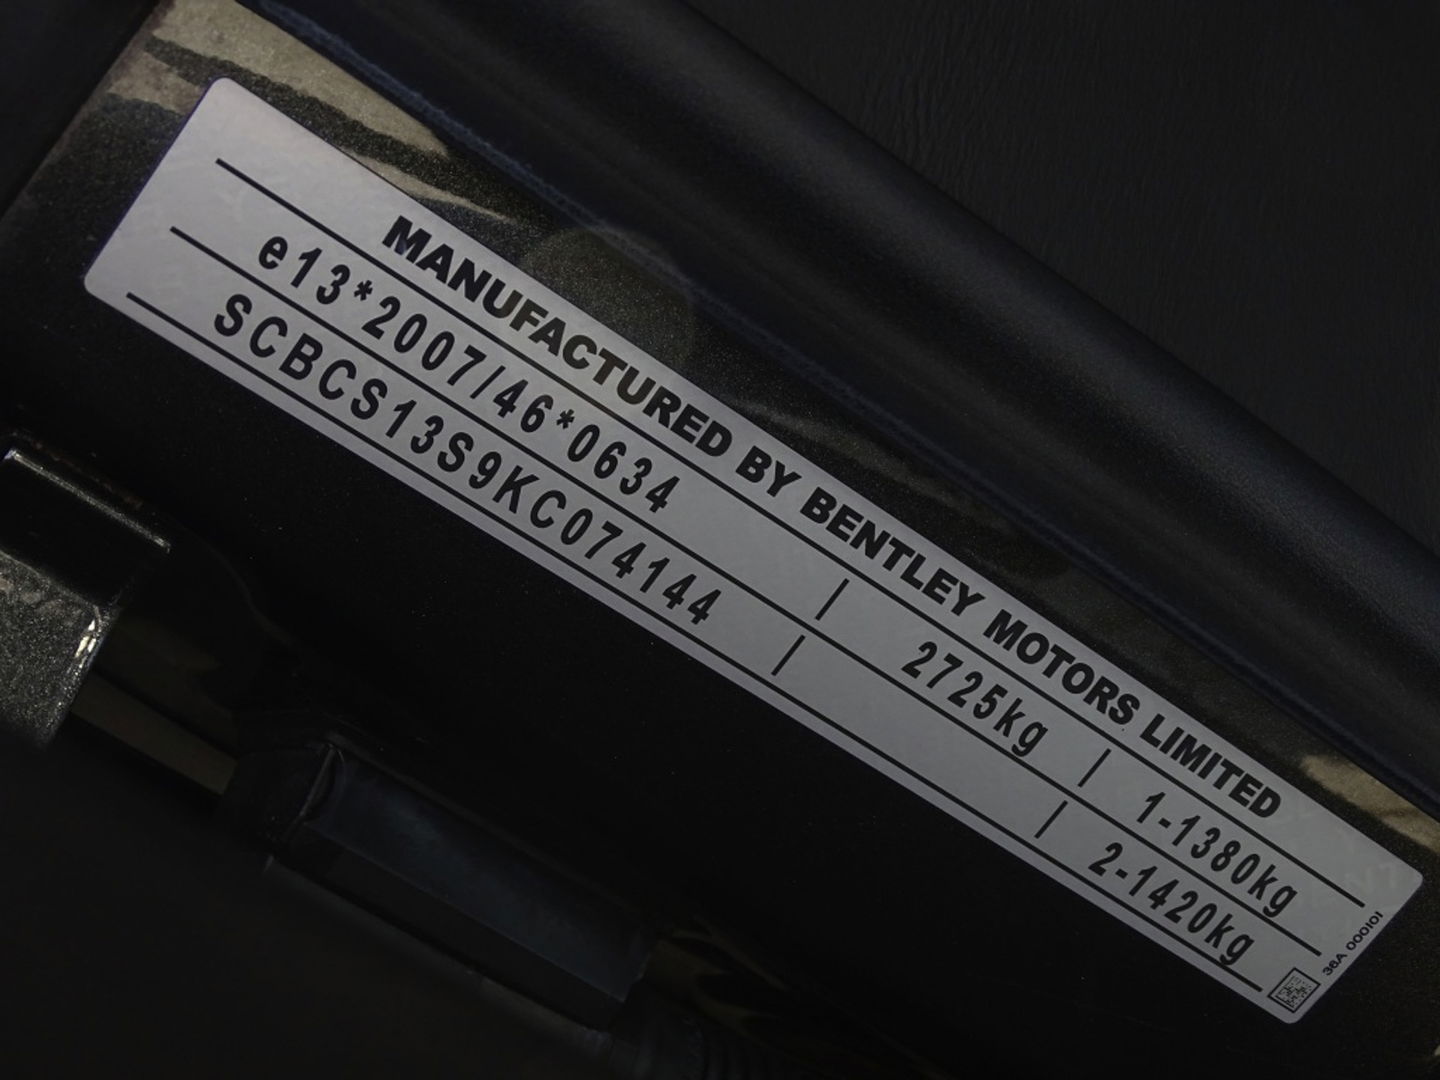 MANUFACTURED BY BENTLEY MOTORS LIMITED
e13*2007/46*0634 2725kg 1-1380kg
SCBCS13S9KC074144 2-1420kg
36A 000101